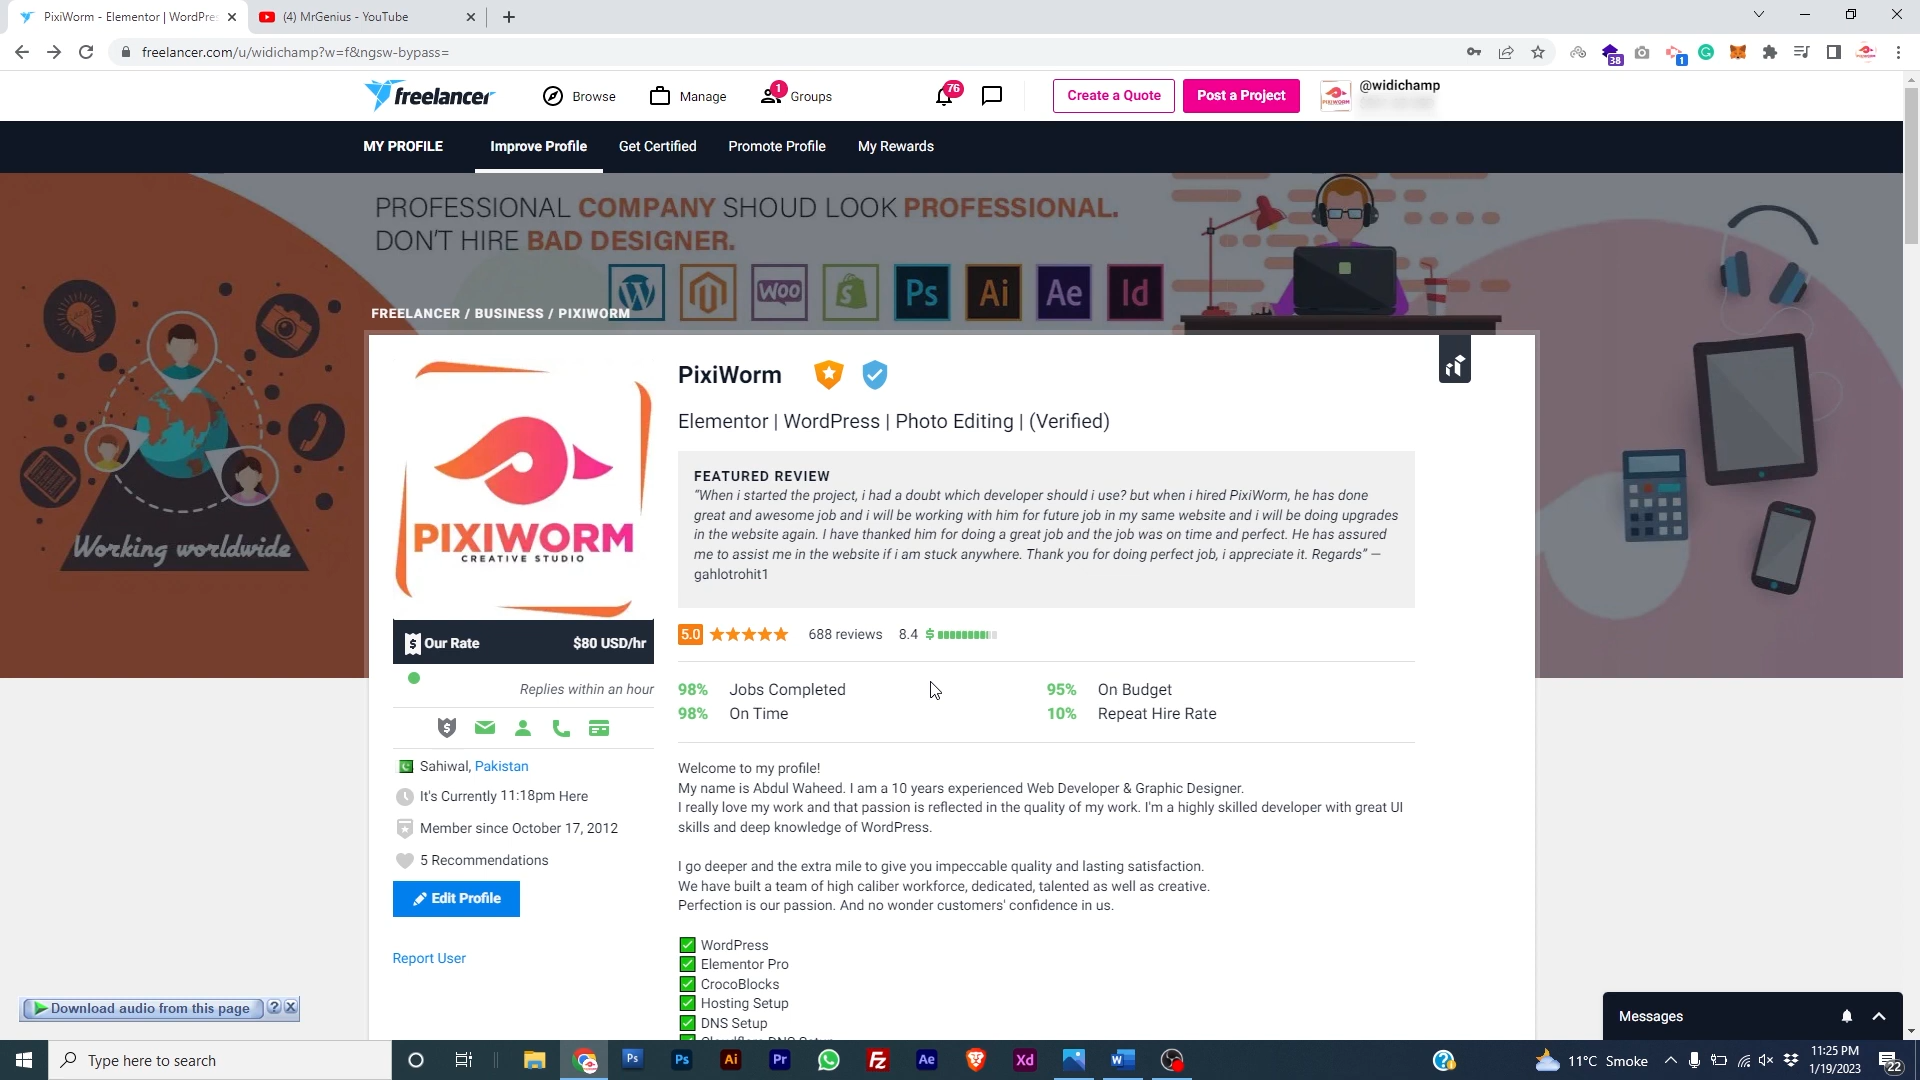 PixiWorm - Elementor | WordPre
(4) MrGenius - YouTube
freelancer.com/u/widichamp?w=f&ngsw-bypass=
38
1
freelancer
Browse
Manage
1
Groups
76
Create a Quote
Post a Project
@widichamp
MY PROFILE
Improve Profile
Get Certified
Promote Profile
My Rewards
PROFESSIONAL COMPANY SHOUD LOOK PROFESSIONAL.
DON'T HIRE BAD DESIGNER.
WOO
Ps
Ai
Ae
Id
FREELANCER / BUSINESS / PIXIWORM
Working worldwide
PIXIWORM
CREATIVE STUDIO
PixiWorm
Elementor | WordPress | Photo Editing | (Verified)
FEATURED REVIEW
"When i started the project, i had a doubt which developer should i use? but when i hired PixiWorm, he has done
great and awesome job and i will be working with him for future job in my same website and i will be doing upgrades
in the website again. I have thanked him for doing a great job and the job was on time and perfect. He has assured
me to assist me in the website if i am stuck anywhere. Thank you for doing perfect job, i appreciate it. Regards" —
gahlotrohit1
5.0
688 reviews
8.4
Our Rate
$80 USD/hr
Replies within an hour
98% Jobs Completed
95% On Budget
98% On Time
10% Repeat Hire Rate
Sahiwal, Pakistan
It's Currently 11:18pm Here
Member since October 17, 2012
5 Recommendations
Edit Profile
Report User
Welcome to my profile!
My name is Abdul Waheed. I am a 10 years experienced Web Developer & Graphic Designer.
I really love my work and that passion is reflected in the quality of my work. I'm a highly skilled developer with great UI
skills and deep knowledge of WordPress.
I go deeper and the extra mile to give you impeccable quality and lasting satisfaction.
We have built a team of high caliber workforce, dedicated, talented as well as creative.
Perfection is our passion. And no wonder customers' confidence in us.
WordPress
Elementor Pro
CrocoBlocks
Hosting Setup
DNS Setup
Download audio from this page
Messages
Type here to search
Ps
Ps
Ai
Pr
Fz
Ae
Xd
W
11°C Smoke
11:25 PM
1/19/2023
22